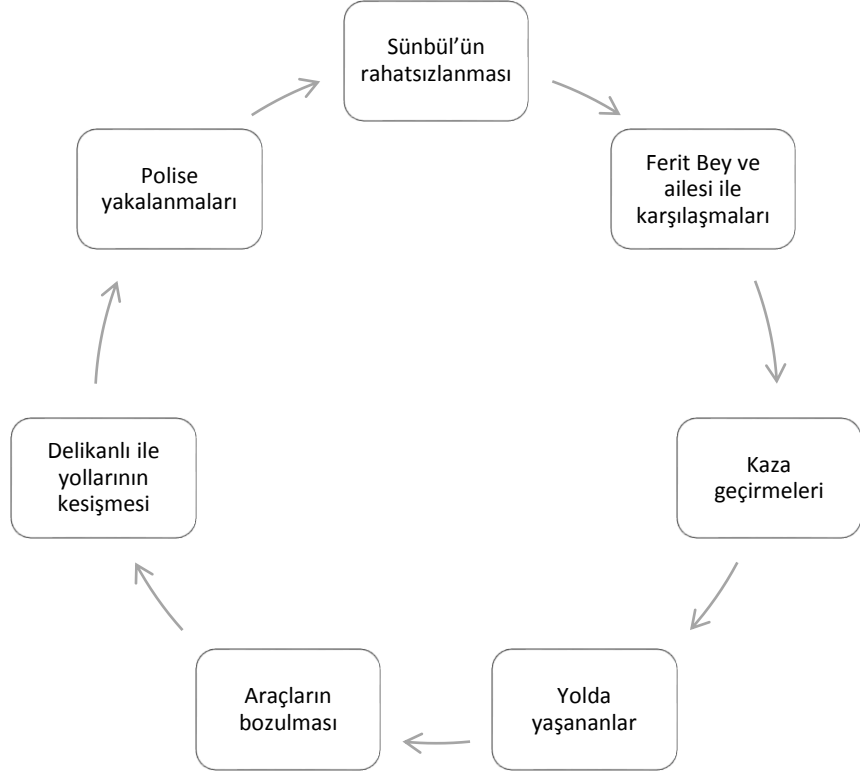 Sünbül’ün
rahatsızlanması
Ferit Bey ve
ailesi ile
karşılaşmaları
Kaza
geçirmeleri
Yolda
yaşananlar
Araçların
bozulması
Delikanlı ile
yollarının
kesişmesi
Polise
yakalanmaları